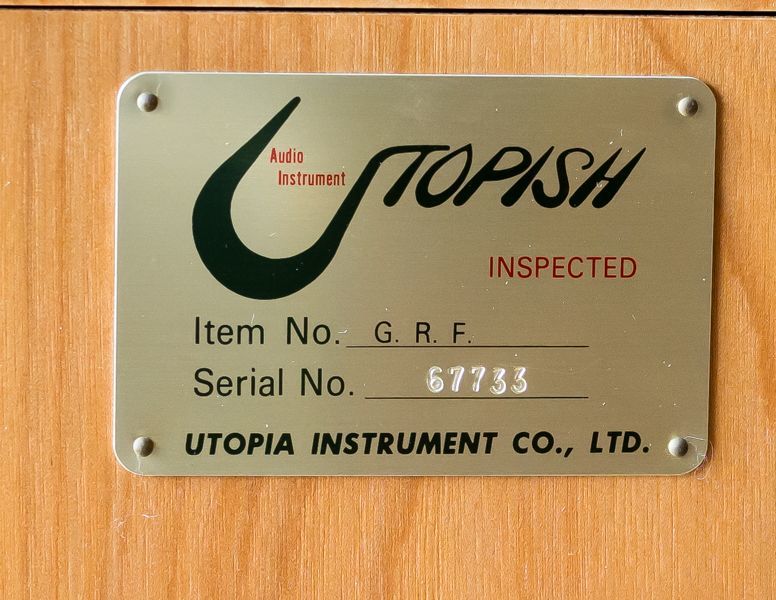 UTOPISH
Audio
Instrument
INSPECTED
Item No. G. R. F.
Serial No. 67733
UTOPIA INSTRUMENT CO., LTD.